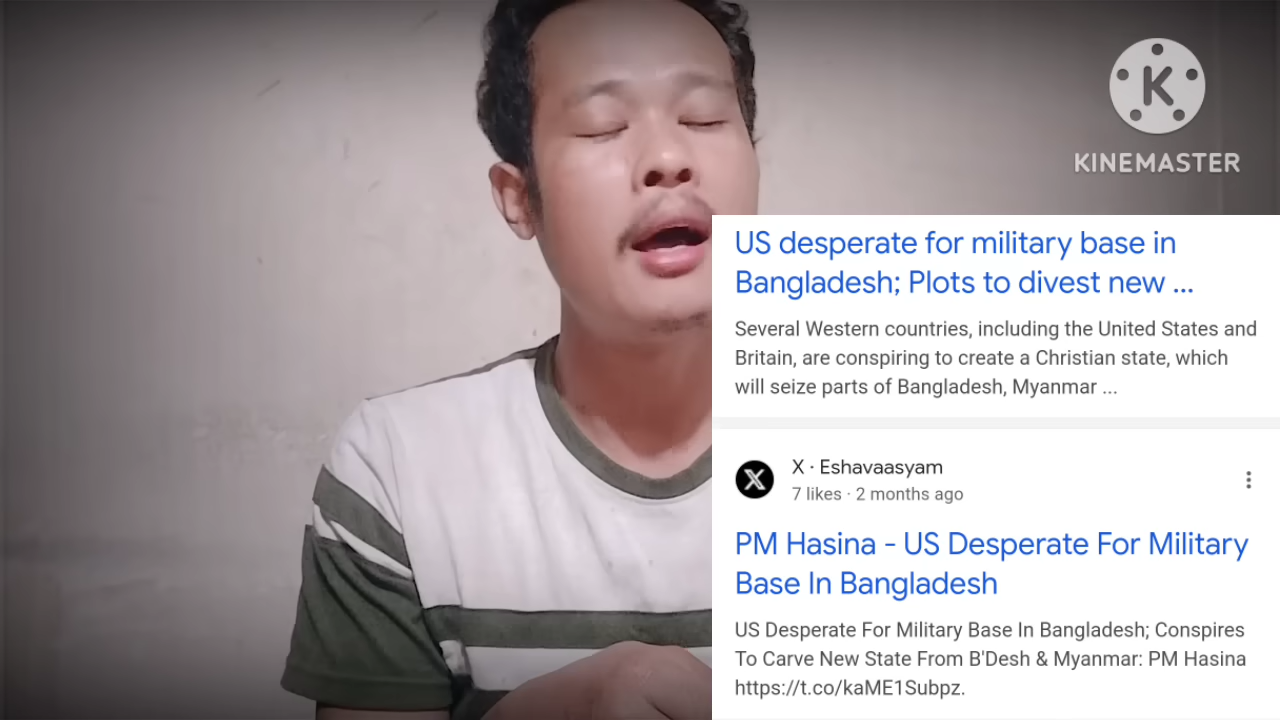 K
KINEMASTER
US desperate for military base in
Bangladesh; Plots to divest new ...
Several Western countries, including the United States and
Britain, are conspiring to create a Christian state, which
will seize parts of Bangladesh, Myanmar ...
X · Eshavaasyam
7 likes · 2 months ago
PM Hasina - US Desperate For Military
Base In Bangladesh
US Desperate For Military Base In Bangladesh; Conspires
To Carve New State From B'Desh & Myanmar: PM Hasina
https://t.co/kaME1Subpz.